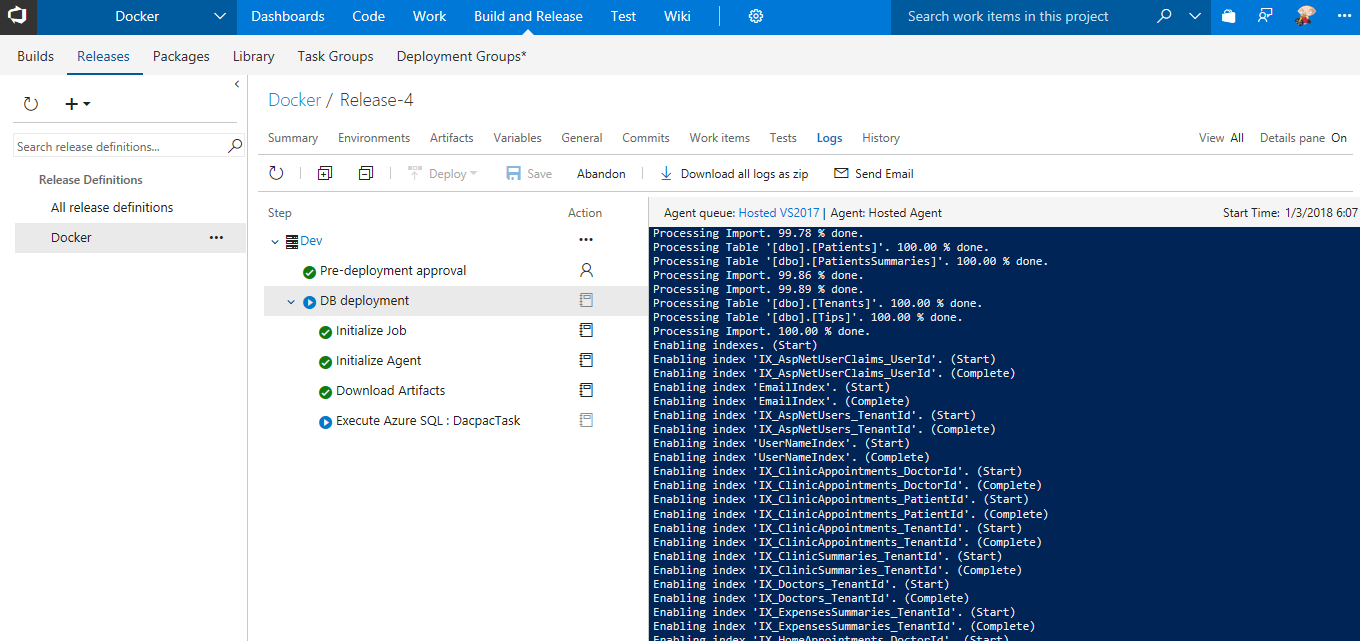 Docker Dashboards Code Work Build and Release Test Wiki Search work items in this project
Builds Releases Packages Library Task Groups Deployment Groups*
Docker / Release-4
Summary Environments Artifacts Variables General Commits Work items Tests Logs History View All Details pane On
Search release definitions...
Deploy Save Abandon Download all logs as zip Send Email
Release Definitions
All release definitions
Docker ...
Step Action
Dev ...
Pre-deployment approval
DB deployment
Initialize Job
Initialize Agent
Download Artifacts
Execute Azure SQL : DacpacTask
Agent queue: Hosted VS2017 | Agent: Hosted Agent Start Time: 1/3/2018 6:07
Processing Import. 99.78 % done.
Processing Table '[dbo].[Patients]'. 100.00 % done.
Processing Table '[dbo].[PatientsSummaries]'. 100.00 % done.
Processing Import. 99.86 % done.
Processing Import. 99.89 % done.
Processing Table '[dbo].[Tenants]'. 100.00 % done.
Processing Table '[dbo].[Tips]'. 100.00 % done.
Processing Import. 100.00 % done.
Enabling indexes. (Start)
Enabling index 'IX_AspNetUserClaims_UserId'. (Start)
Enabling index 'IX_AspNetUserClaims_UserId'. (Complete)
Enabling index 'EmailIndex'. (Start)
Enabling index 'EmailIndex'. (Complete)
Enabling index 'IX_AspNetUsers_TenantId'. (Start)
Enabling index 'IX_AspNetUsers_TenantId'. (Complete)
Enabling index 'UserNameIndex'. (Start)
Enabling index 'UserNameIndex'. (Complete)
Enabling index 'IX_ClinicAppointments_DoctorId'. (Start)
Enabling index 'IX_ClinicAppointments_DoctorId'. (Complete)
Enabling index 'IX_ClinicAppointments_PatientId'. (Start)
Enabling index 'IX_ClinicAppointments_PatientId'. (Complete)
Enabling index 'IX_ClinicAppointments_TenantId'. (Start)
Enabling index 'IX_ClinicAppointments_TenantId'. (Complete)
Enabling index 'IX_ClinicSummaries_TenantId'. (Start)
Enabling index 'IX_ClinicSummaries_TenantId'. (Complete)
Enabling index 'IX_Doctors_TenantId'. (Start)
Enabling index 'IX_Doctors_TenantId'. (Complete)
Enabling index 'IX_ExpensesSummaries_TenantId'. (Start)
Enabling index 'IX_ExpensesSummaries_TenantId'. (Complete)
Enabling index 'IX_HomeAppointment_DoctorId'. (Start)